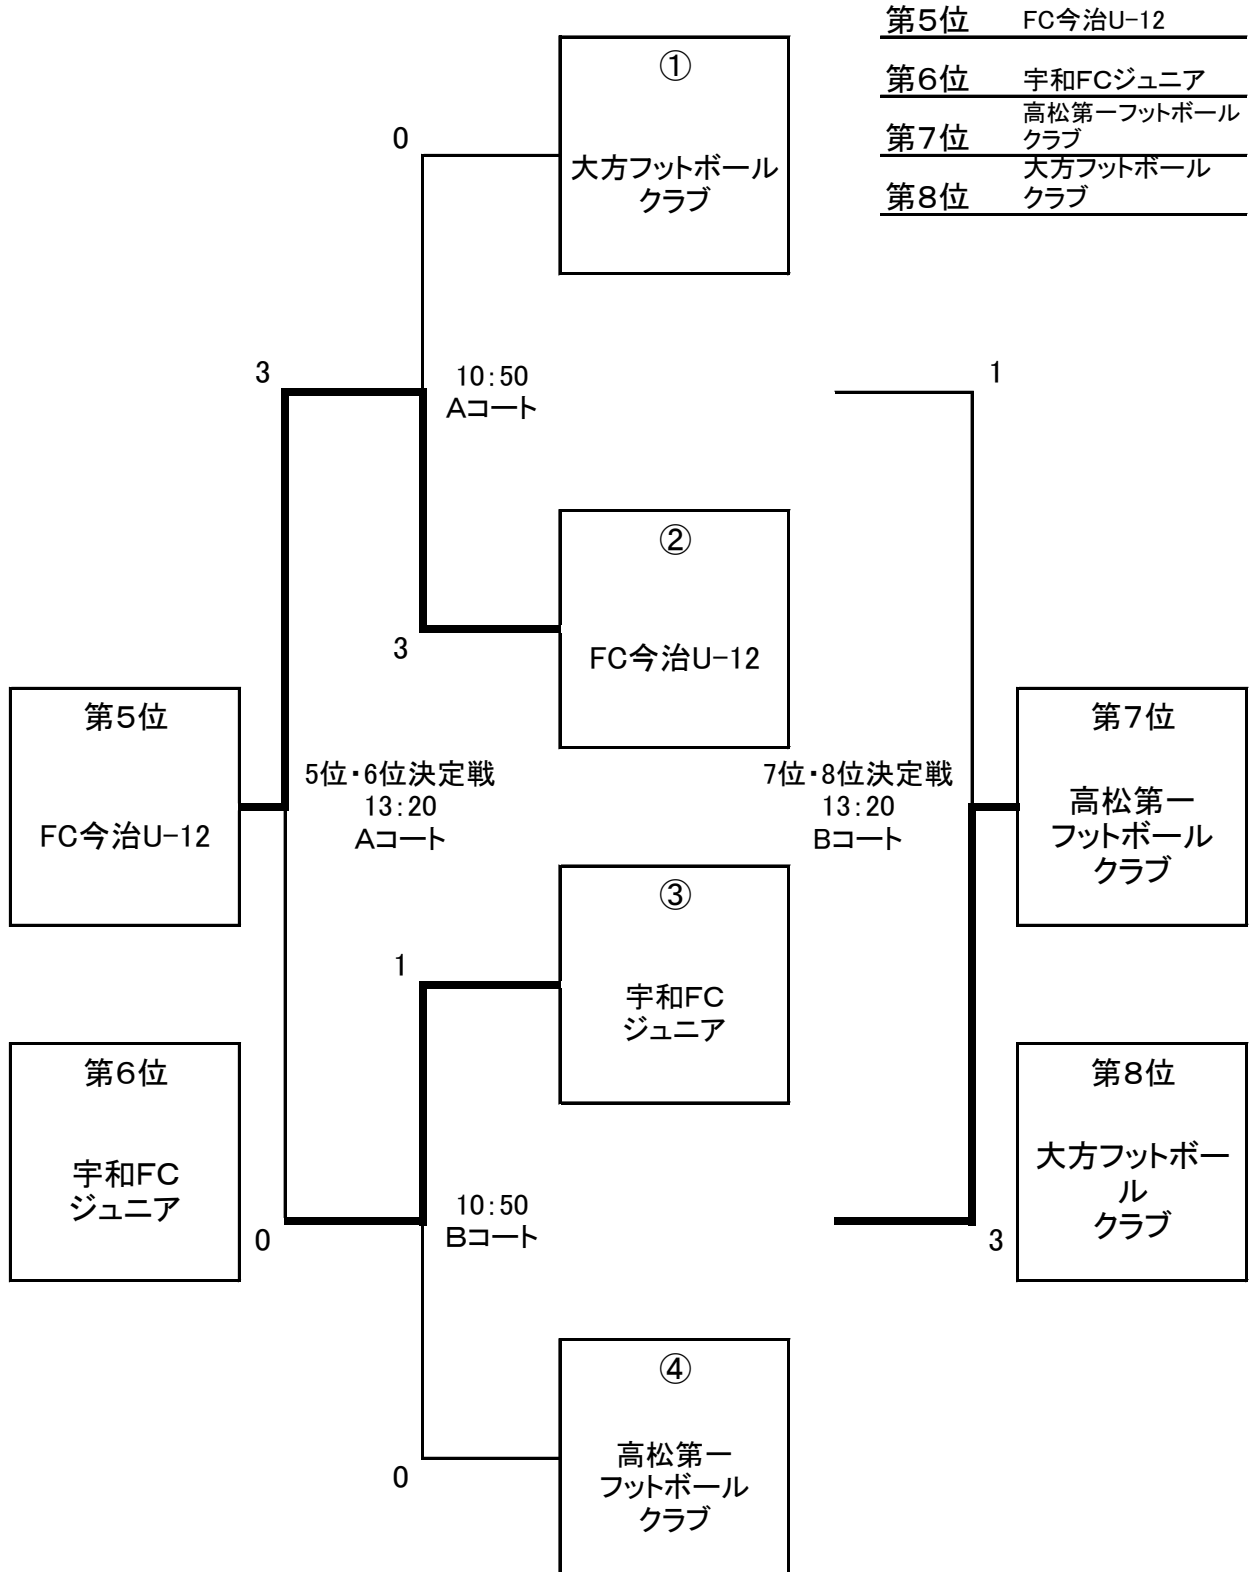 第5位 FC今治U-12
第6位 宇和FCジュニア
高松第一フットボール
第7位 クラブ
大方フットボール
第8位 クラブ
①
大方フットボール
クラブ
0
3
10:50
Aコート
1
②
FC今治U-12
3
第5位
FC今治U-12
5位・6位決定戦
13:20
Aコート
7位・8位決定戦
13:20
Bコート
第7位
高松第一
フットボール
クラブ
③
宇和FC
ジュニア
1
第6位
宇和FC
ジュニア
0
10:50
Bコート
3
第8位
大方フットボー
ル
クラブ
④
高松第一
フットボール
クラブ
0